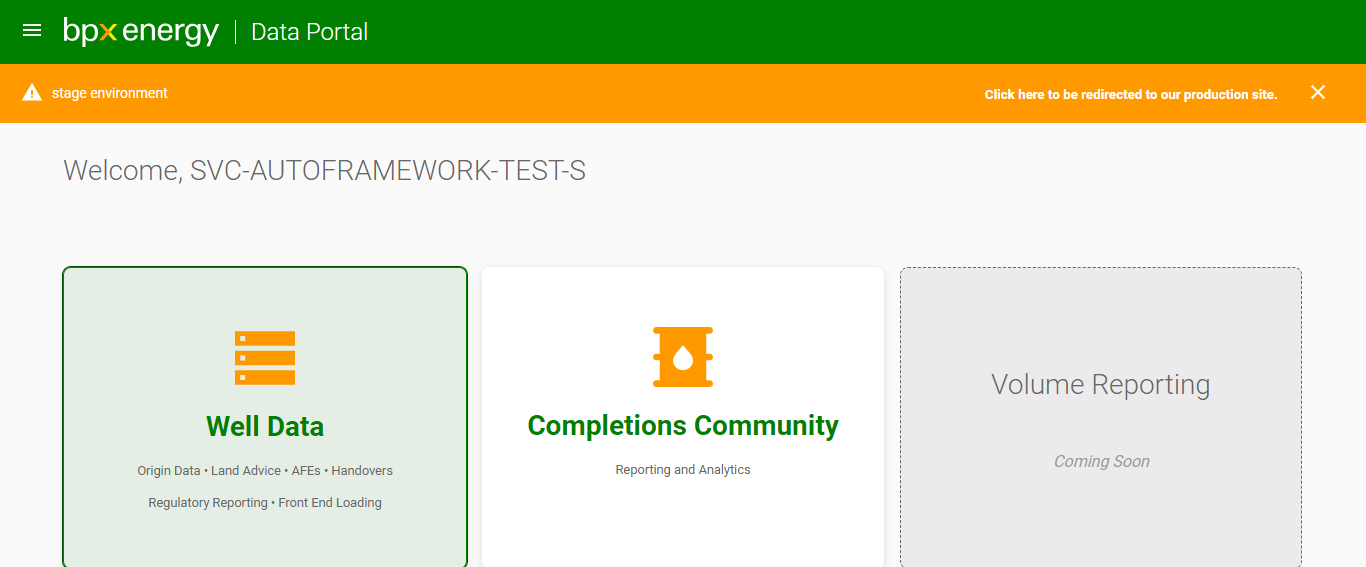 bpx energy | Data Portal
stage environment
Click here to be redirected to our production site.
Welcome, SVC-AUTOFRAMEWORK-TEST-S
Well Data
Origin Data • Land Advice • AFEs • Handovers
Regulatory Reporting • Front End Loading
Completions Community
Reporting and Analytics
Volume Reporting
Coming Soon